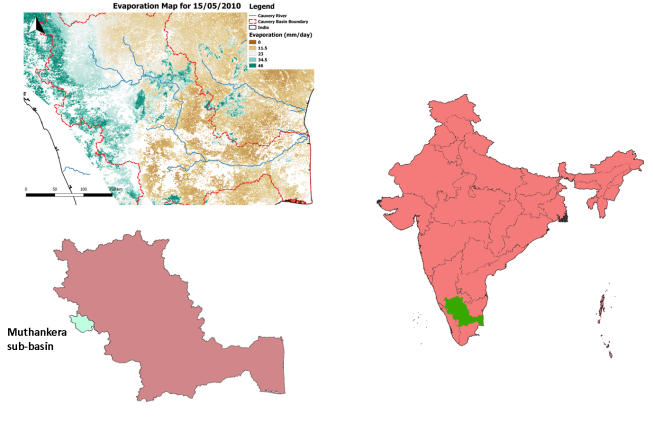 Evaporation Map for 15/05/2010
Legend
Cauvery River
Cauvery Basin Boundary
India
Evaporation (mm/day)
0
11.5
23
34.5
46
0 50 100
Muthankera
sub-basin